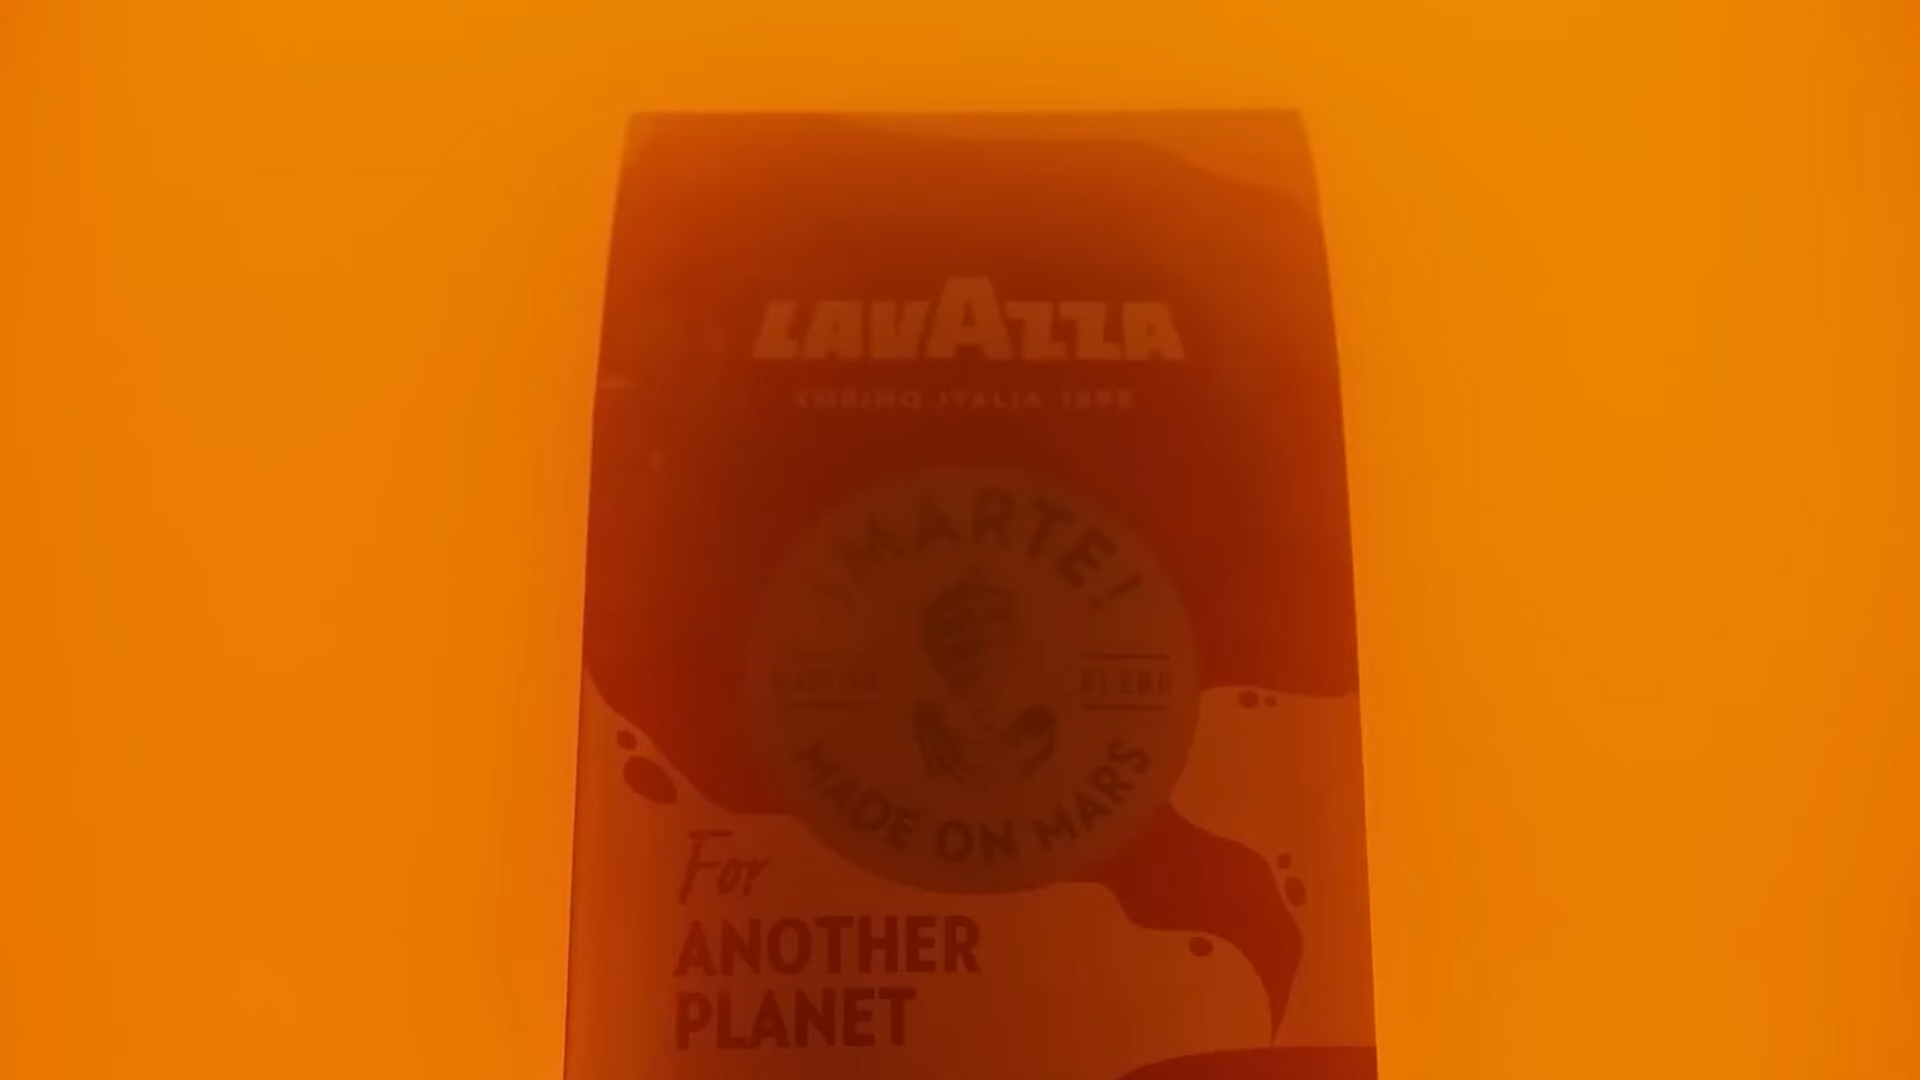 LAVAZZA
TORINO, ITALIA, 1895
¡MARTE!
BLEND
MADE ON MARS
For
ANOTHER
PLANET